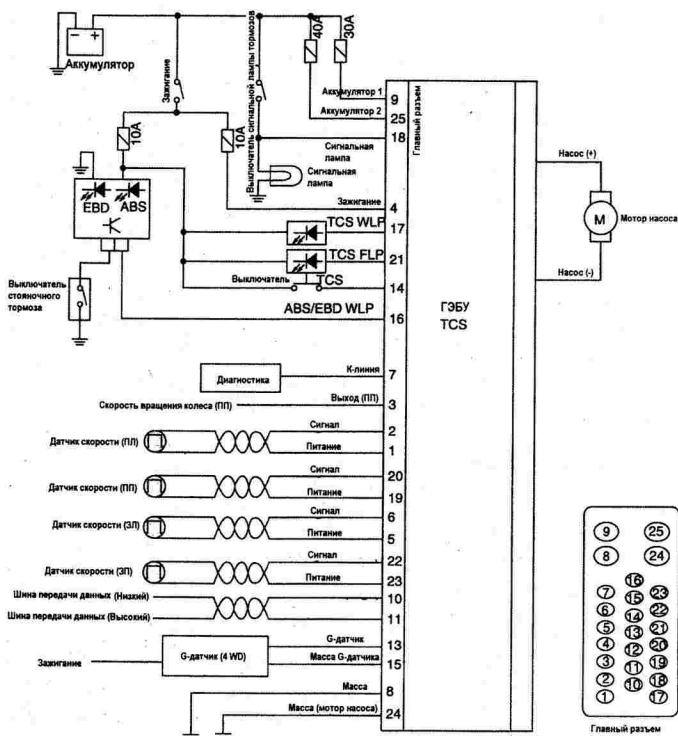 40A
30A
Аккумулятор
Зажигание
Выключатель сигнальной лампы тормозов
10A
10A
Главный разъем
Аккумулятор 1
9
Аккумулятор 2
25
18
Сигнальная
лампа
Сигнальная
лампа
EBD ABS
Зажигание
4
TCS WLP
17
TCS FLP
21
Выключатель TCS
14
ABS/EBD WLP
16
Выключатель
стояночного
тормоза
ГЭБУ
TCS
Насос (+)
M
Мотор насоса
Насос (-)
Диагностика
К-линия
7
Скорость вращения колеса (ПП)
Выход (ПП)
3
Датчик скорости (ПЛ)
Сигнал
2
Питание
1
Датчик скорости (ПП)
Сигнал
20
Питание
19
Датчик скорости (ЗЛ)
Сигнал
6
Питание
5
Датчик скорости (ЗП)
Сигнал
22
Питание
23
Шина передачи данных (Низкий)
10
Шина передачи данных (Высокий)
11
Зажигание
G-датчик (4 WD)
G-датчик
13
Масса G-датчика
15
Масса
8
Масса (мотор насоса)
24
9 25
8 24
16
7 15 23
6 14 22
5 13 21
4 12 20
3 11 19
2 10 18
1 17
Главный разъем